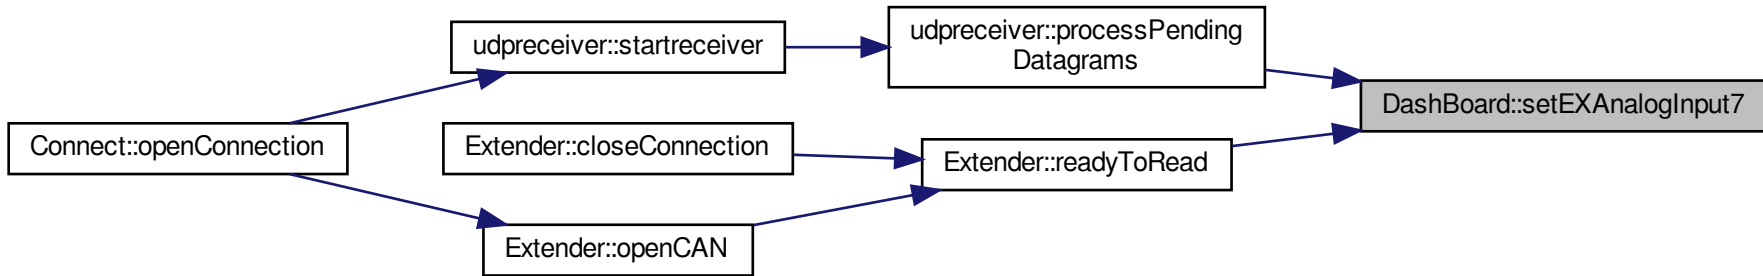 udpreceiver::startreceiver
udpreceiver::processPending
Datagrams
DashBoard::setEXAnalogInput7
Connect::openConnection
Extender::closeConnection
Extender::readyToRead
Extender::openCAN